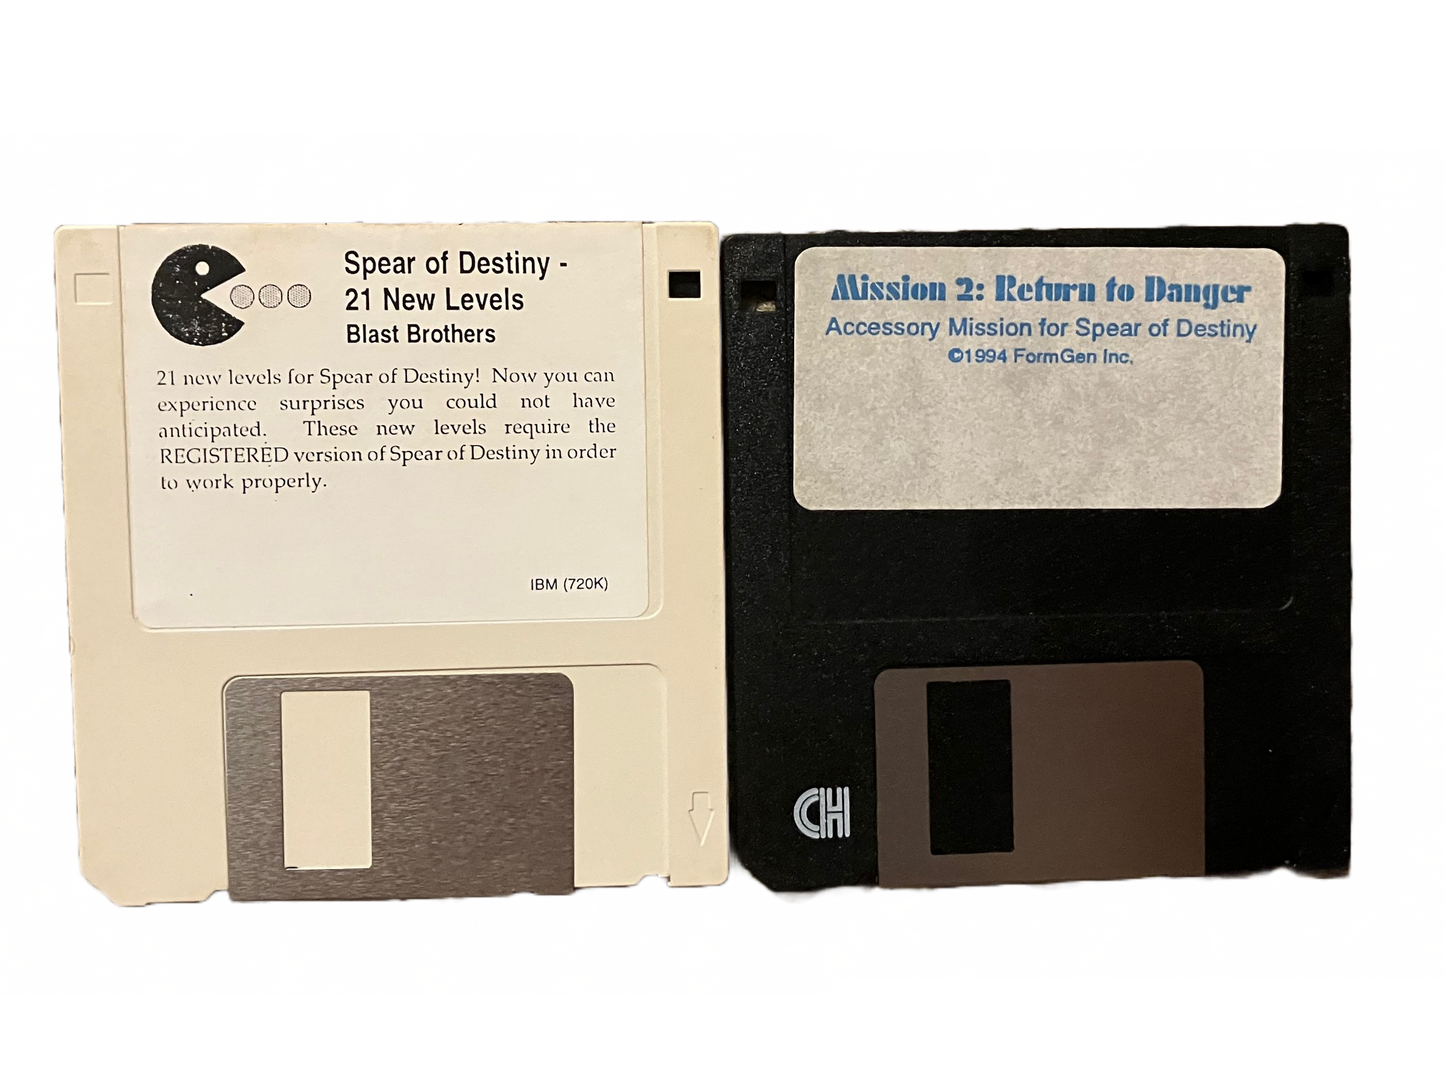 Spear of Destiny -
21 New Levels
Blast Brothers
21 new levels for Spear of Destiny! Now you can
experience surprises you could not have
anticipated. These new levels require the
REGISTERED version of Spear of Destiny in order
to work properly.
IBM (720K)
Mission 2: Return to Danger
Accessory Mission for Spear of Destiny
©1994 FormGen Inc.
CH